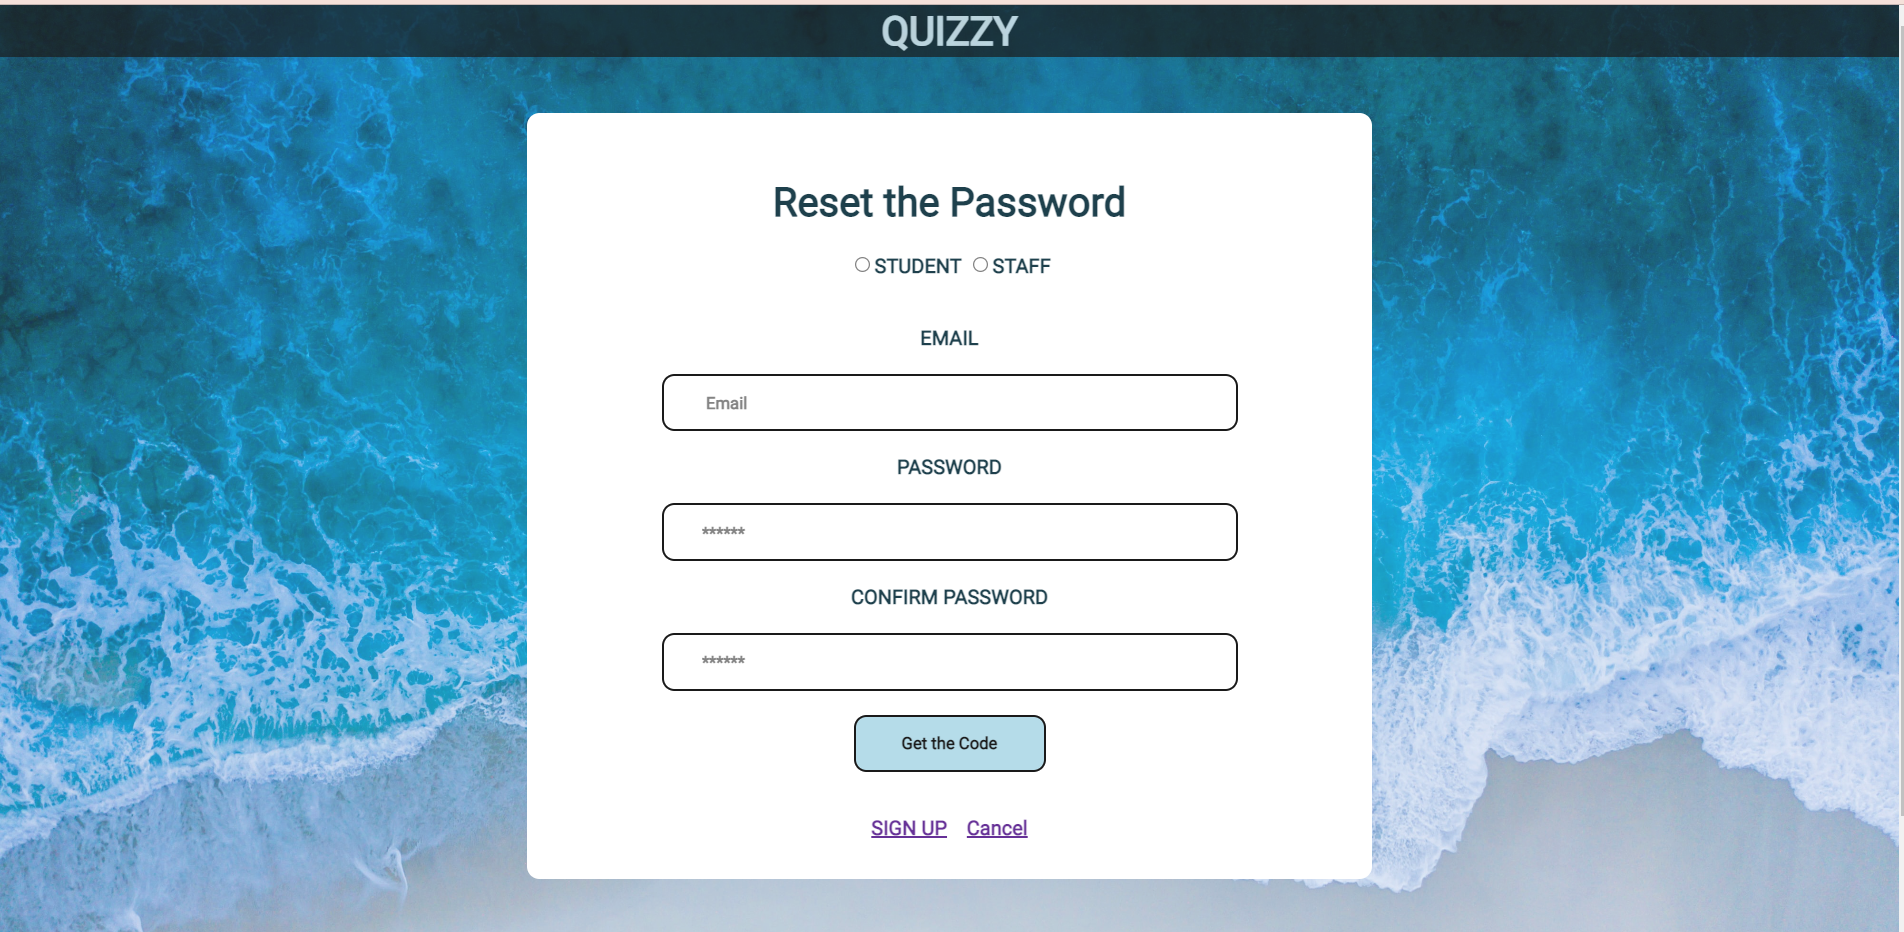 QUIZZY
Reset the Password
STUDENT STAFF
EMAIL
Email
PASSWORD
******
CONFIRM PASSWORD
******
Get the Code
SIGN UP Cancel